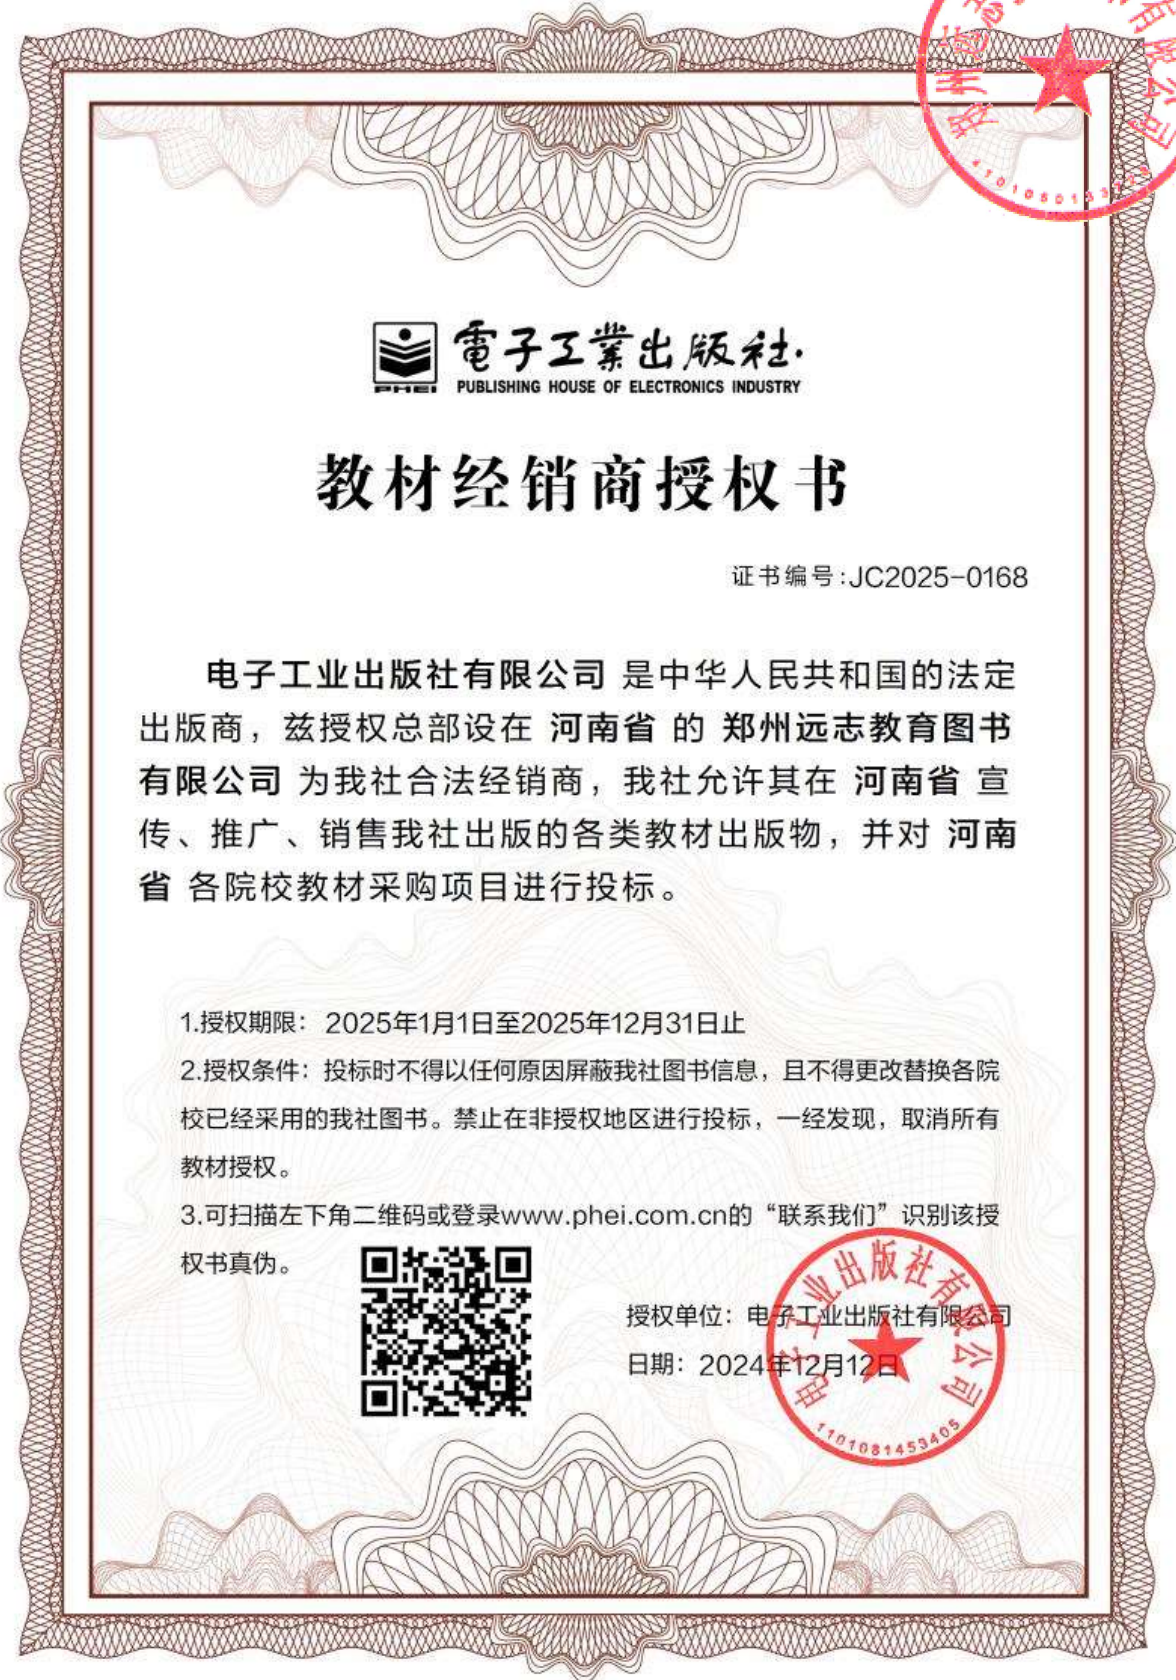 電子工業出版社
PHEI
PUBLISHING HOUSE OF ELECTRONICS INDUSTRY
教材经销商授权书
证书编号:JC2025-0168
电子工业出版社有限公司 是中华人民共和国的法定
出版商，兹授权总部设在 河南省 的 郑州远志教育图书
有限公司 为我社合法经销商，我社允许其在 河南省 宣
传、推广、销售我社出版的各类教材出版物，并对 河南
省 各院校教材采购项目进行投标。
1.授权期限： 2025年1月1日至2025年12月31日止
2.授权条件：投标时不得以任何原因屏蔽我社图书信息，且不得更改替换各院
校已经采用的我社图书。禁止在非授权地区进行投标，一经发现，取消所有
教材授权。
3.可扫描左下角二维码或登录www.phei.com.cn的“联系我们”识别该授
权书真伪。
授权单位：电子工业出版社有限公司
日期：2024年12月12日
电子工业出版社有限公司
1101081453405
郑州远志
有限公司